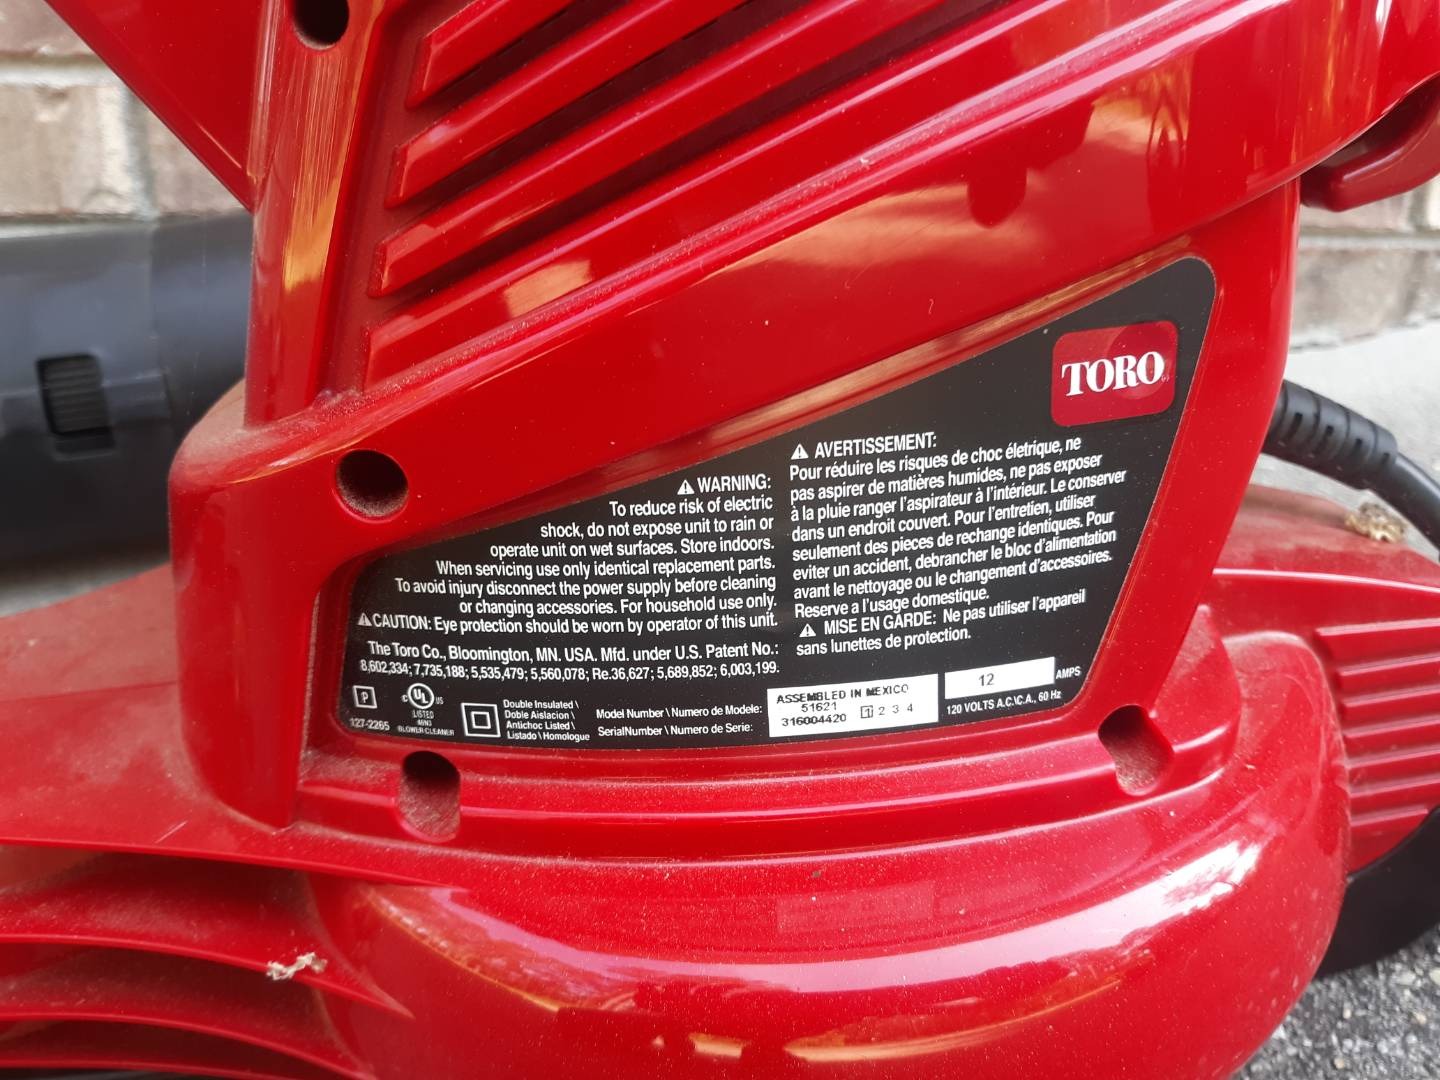 TORO
⚠ WARNING:
To reduce risk of electric
shock, do not expose unit to rain or
operate unit on wet surfaces. Store indoors.
When servicing use only identical replacement parts.
To avoid injury disconnect the power supply before cleaning
or changing accessories. For household use only.
⚠CAUTION: Eye protection should be worn by operator of this unit.
The Toro Co., Bloomington, MN. USA. Mfd. under U.S. Patent No.:
8,602,334; 7,735,188; 5,535,479; 5,560,078; Re.36,627; 5,689,852; 6,003,199.
⚠ AVERTISSEMENT:
Pour réduire les risques de choc életrique, ne
pas aspirer de matières humides, ne pas exposer
à la pluie ranger l'aspirateur à l'intérieur. Le conserver
dans un endroit couvert. Pour l'entretien, utiliser
seulement des pieces de rechange identiques. Pour
eviter un accident, debrancher le bloc d'alimentation
avant le nettoyage ou le changement d'accessoires.
Reserve a l'usage domestique.
⚠ MISE EN GARDE: Ne pas utiliser l'appareil
sans lunettes de protection.
P
127-2265
c UL us
LISTED
46N3
BLOWER CLEANER
Double Insulated \
Doble Aislacion \
Antichoc Listed \
Listado \ Homologue
Model Number \ Numero de Modele:
SerialNumber \ Numero de Serie:
ASSEMBLED IN MEXICO
51621
316004420 1 2 3 4
12 AMPS
120 VOLTS A.C.\C.A., 60 Hz